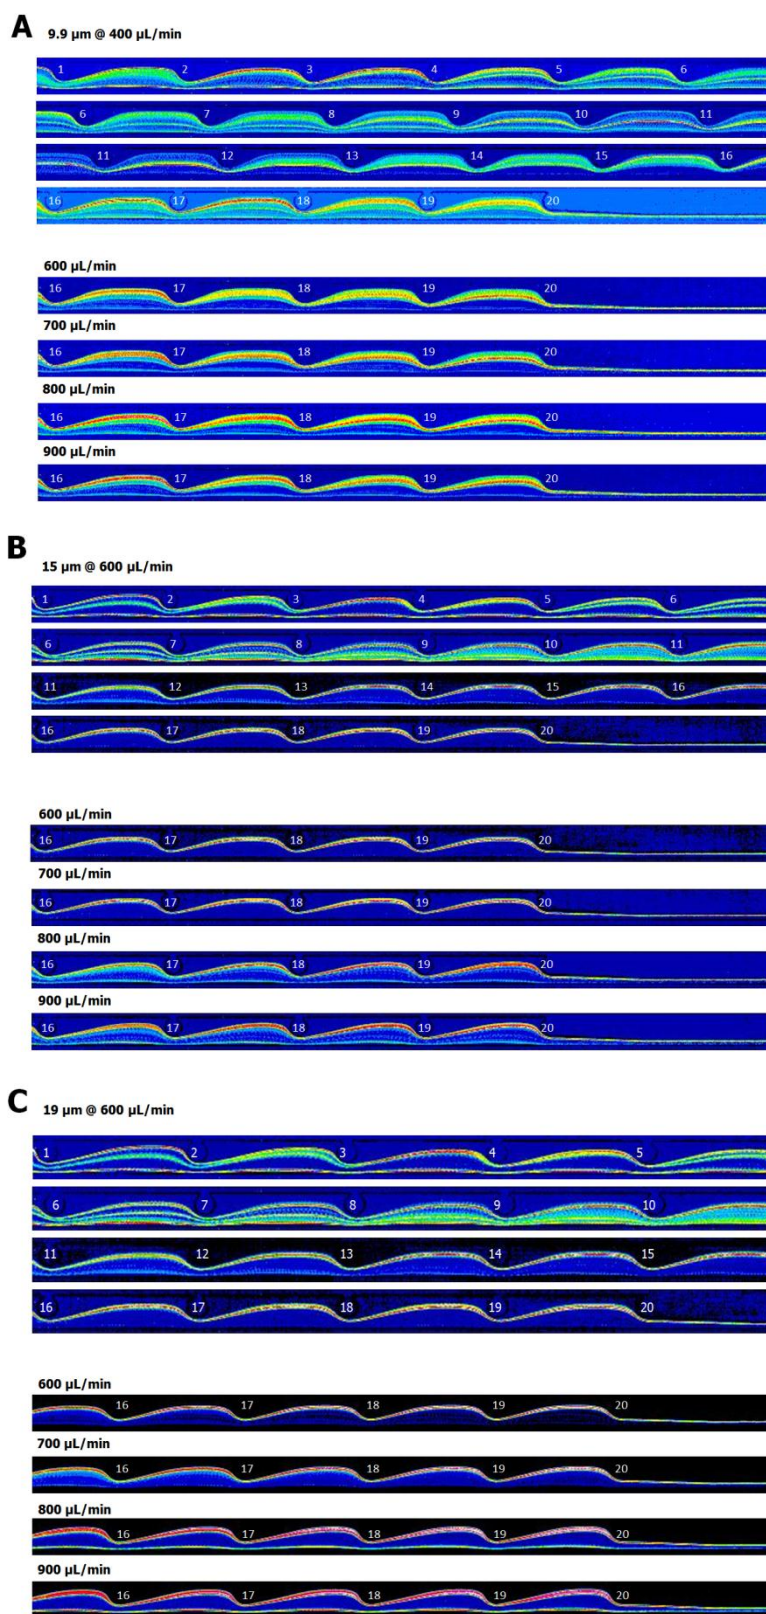 A 9.9 µm @ 400 µL/min
1 2 3 4 5 6
6 7 8 9 10 11
11 12 13 14 15 16
16 17 18 19 20
600 µL/min
16 17 18 19 20
700 µL/min
16 17 18 19 20
800 µL/min
16 17 18 19 20
900 µL/min
16 17 18 19 20
B
15 µm @ 600 µL/min
1 2 3 4 5 6
6 7 8 9 10 11
11 12 13 14 15 16
16 17 18 19 20
600 µL/min
16 17 18 19 20
700 µL/min
16 17 18 19 20
800 µL/min
16 17 18 19 20
900 µL/min
16 17 18 19 20
C
19 µm @ 600 µL/min
1 2 3 4 5
6 7 8 9 10
11 12 13 14 15
16 17 18 19 20
600 µL/min
16 17 18 19 20
700 µL/min
16 17 18 19 20
800 µL/min
16 17 18 19 20
900 µL/min
16 17 18 19 20